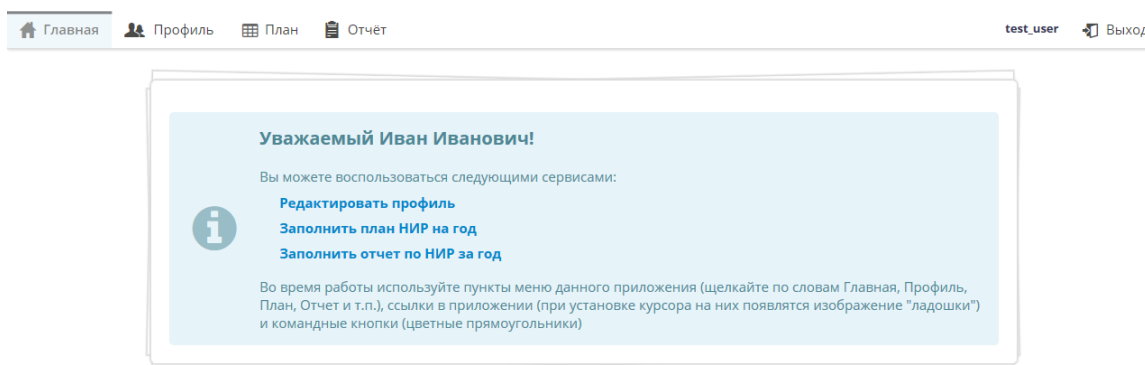 Главная Профиль План Отчёт test_user Выход
Уважаемый Иван Иванович!
Вы можете воспользоваться следующими сервисами:
Редактировать профиль
Заполнить план НИР на год
Заполнить отчет по НИР за год
Во время работы используйте пункты меню данного приложения (щелкайте по словам Главная, Профиль,
План, Отчет и т.п.), ссылки в приложении (при установке курсора на них появлятся изображение "ладошки")
и командные кнопки (цветные прямоугольники)